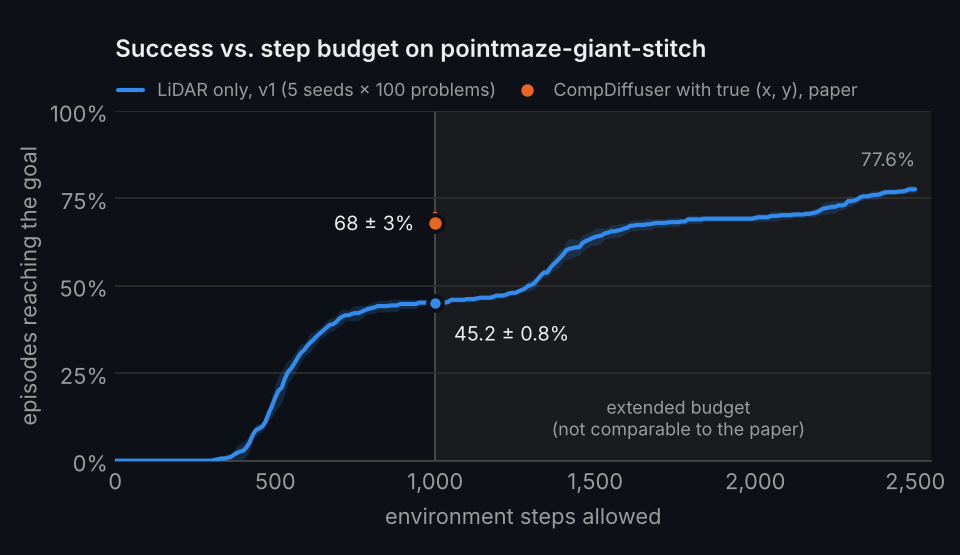 Success vs. step budget on pointmaze-giant-stitch
LiDAR only, v1 (5 seeds × 100 problems)
CompDiffuser with true (x, y), paper
episodes reaching the goal
100%
75%
50%
25%
0%
77.6%
68 ± 3%
45.2 ± 0.8%
extended budget
(not comparable to the paper)
0
500
1,000
1,500
2,000
2,500
environment steps allowed